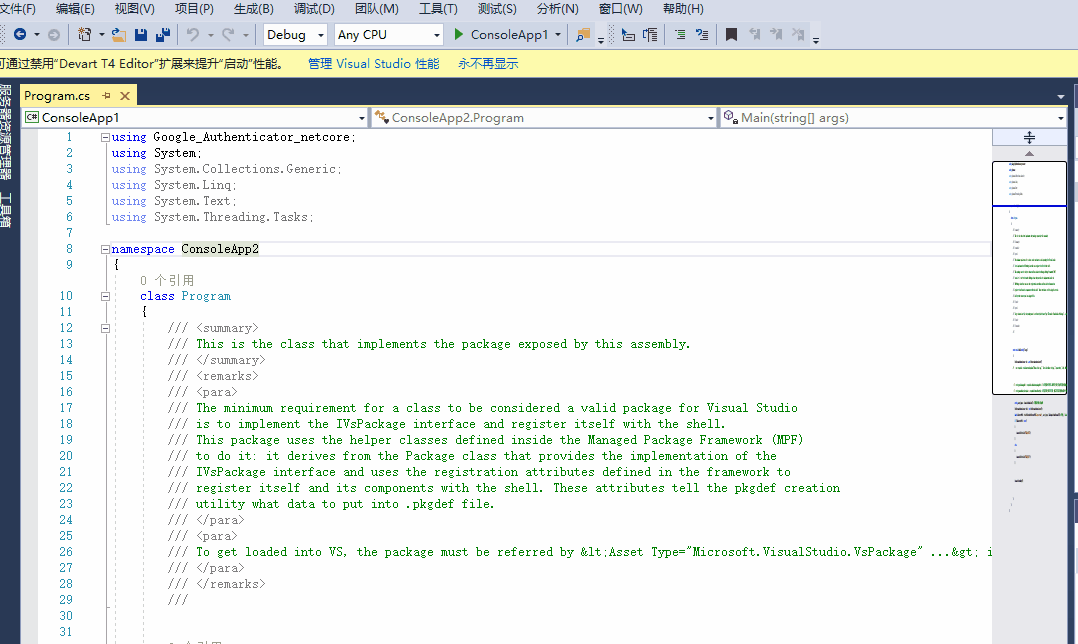 文件(F) 编辑(E) 视图(V) 项目(P) 生成(B) 调试(D) 团队(M) 工具(T) 测试(S) 分析(N) 窗口(W) 帮助(H)
Debug Any CPU ConsoleApp1
可通过禁用“Devart T4 Editor”扩展来提升“启动”性能。 管理 Visual Studio 性能 永不再显示
服务器资源管理器 工具箱
Program.cs
C# ConsoleApp1 ConsoleApp2.Program Main(string[] args)
1 using Google_Authenticator_netcore;
2 using System;
3 using System.Collections.Generic;
4 using System.Linq;
5 using System.Text;
6 using System.Threading.Tasks;
7
8 namespace ConsoleApp2
9 {
0 个引用
10 class Program
11 {
12 /// <summary>
13 /// This is the class that implements the package exposed by this assembly.
14 /// </summary>
15 /// <remarks>
16 /// <para>
17 /// The minimum requirement for a class to be considered a valid package for Visual Studio
18 /// is to implement the IVsPackage interface and register itself with the shell.
19 /// This package uses the helper classes defined inside the Managed Package Framework (MPF)
20 /// to do it: it derives from the Package class that provides the implementation of the
21 /// IVsPackage interface and uses the registration attributes defined in the framework to
22 /// register itself and its components with the shell. These attributes tell the pkgdef creation
23 /// utility what data to put into .pkgdef file.
24 /// </para>
25 /// <para>
26 /// To get loaded into VS, the package must be referred by &lt;Asset Type="Microsoft.VisualStudio.VsPackage" ...&gt; i
27 /// </para>
28 /// </remarks>
29 ///
30
31